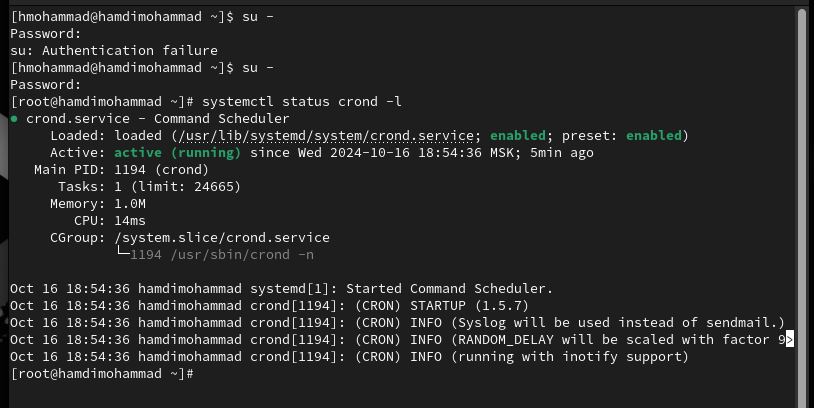 [hmohammad@hamdimohammad ~]$ su -
Password:
su: Authentication failure
[hmohammad@hamdimohammad ~]$ su -
Password:
[root@hamdimohammad ~]# systemctl status crond -l
● crond.service - Command Scheduler
     Loaded: loaded (/usr/lib/systemd/system/crond.service; enabled; preset: enabled)
     Active: active (running) since Wed 2024-10-16 18:54:36 MSK; 5min ago
   Main PID: 1194 (crond)
      Tasks: 1 (limit: 24665)
     Memory: 1.0M
        CPU: 14ms
     CGroup: /system.slice/crond.service
             └─1194 /usr/sbin/crond -n

Oct 16 18:54:36 hamdimohammad systemd[1]: Started Command Scheduler.
Oct 16 18:54:36 hamdimohammad crond[1194]: (CRON) STARTUP (1.5.7)
Oct 16 18:54:36 hamdimohammad crond[1194]: (CRON) INFO (Syslog will be used instead of sendmail.)
Oct 16 18:54:36 hamdimohammad crond[1194]: (CRON) INFO (RANDOM_DELAY will be scaled with factor 9>
Oct 16 18:54:36 hamdimohammad crond[1194]: (CRON) INFO (running with inotify support)
[root@hamdimohammad ~]#